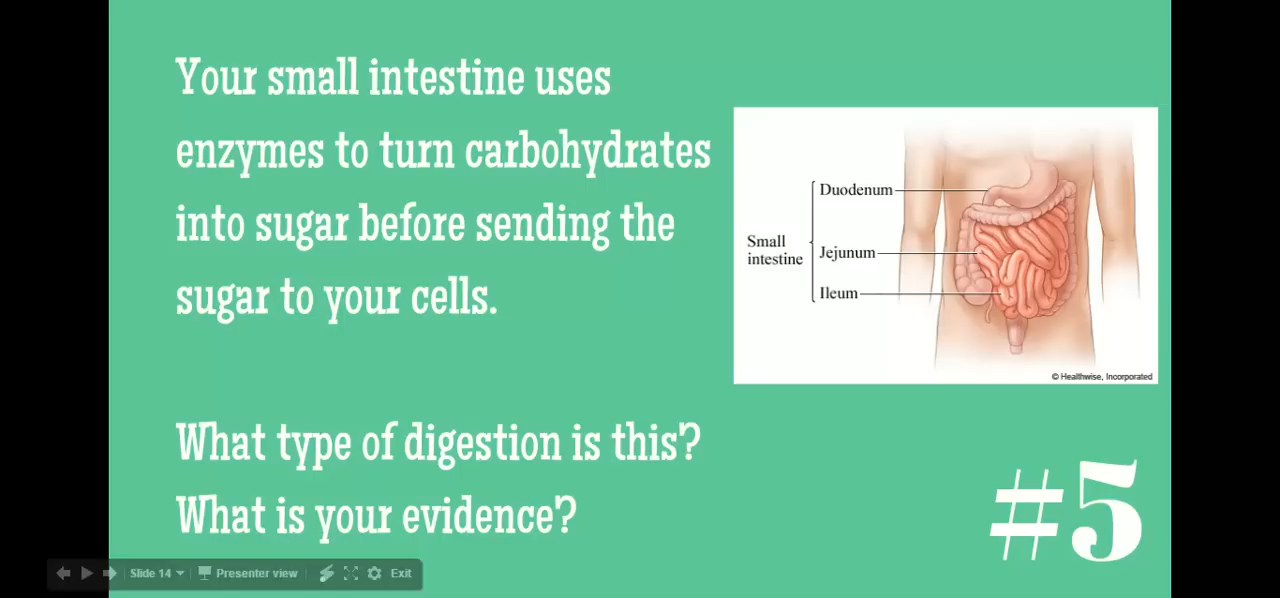 Your small intestine uses
enzymes to turn carbohydrates
into sugar before sending the
sugar to your cells.
What type of digestion is this?
What is your evidence?
Small
intestine
Duodenum
Jejunum
Ileum
© Healthwise, Incorporated
#5
Slide 14
Presenter view
Exit